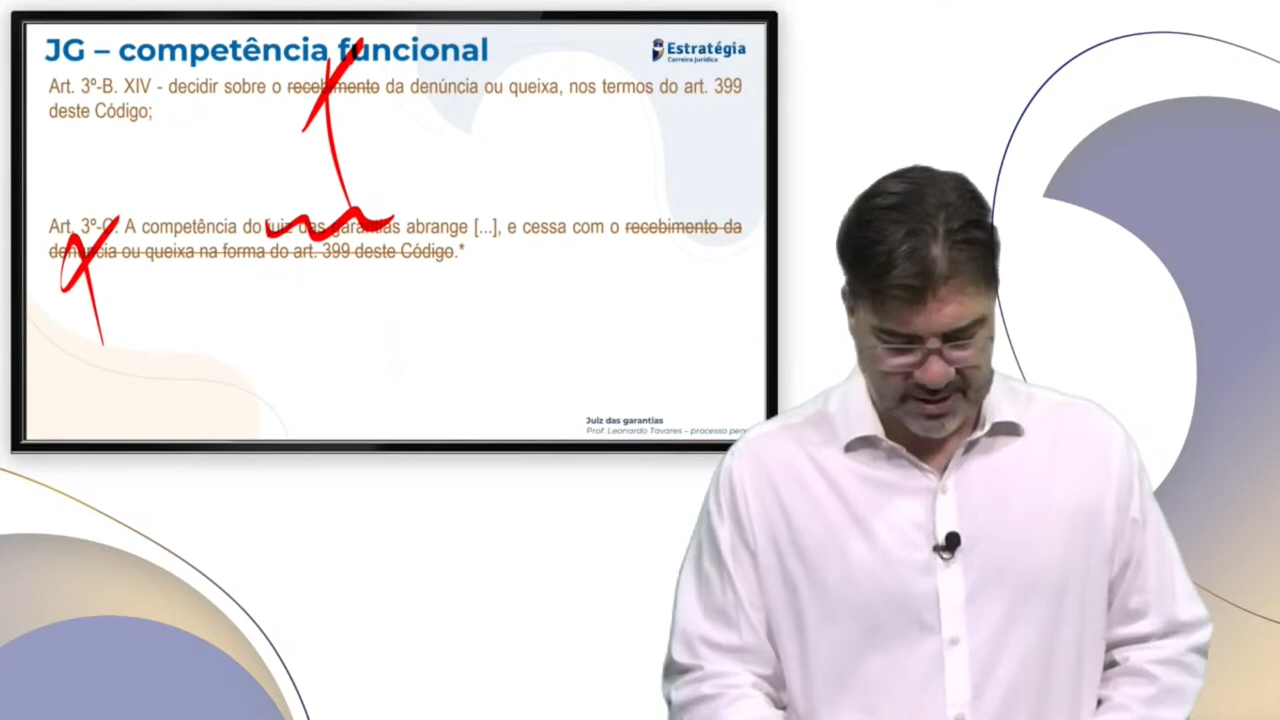 JG – competência funcional
Estratégia
Carreira Jurídica
Art. 3º-B. XIV - decidir sobre o recebimento da denúncia ou queixa, nos termos do art. 399
deste Código;
Art. 3º-C. A competência do juiz das garantias abrange [...], e cessa com o recebimento da
denúncia ou queixa na forma do art. 399 deste Código.*
Juiz das garantias
Prof. Leonardo Tavares – processo pen